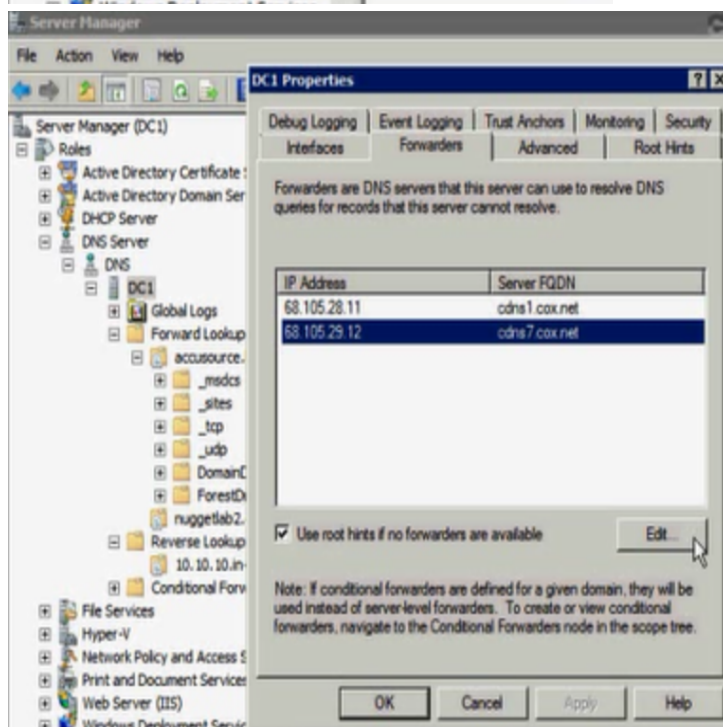 Server Manager
File Action View Help
DC1 Properties
Server Manager (DC1)
Roles
Active Directory Certificate
Active Directory Domain Ser
DHCP Server
DNS Server
DNS
DC1
Global Logs
Forward Lookup
accusource.
_msdcs
_sites
_tcp
_udp
DomainD
ForestD
nuggetlab2.
Reverse Lookup
10.10.10.in-
Conditional Forw
File Services
Hyper-V
Network Policy and Access S
Print and Document Services
Web Server (IIS)
Windows Deployment Servic
Debug Logging Event Logging Trust Anchors Monitoring Security
Interfaces Forwarders Advanced Root Hints
Forwarders are DNS servers that this server can use to resolve DNS
queries for records that this server cannot resolve.
IP Address Server FQDN
68.105.28.11 cdns1.cox.net
68.105.29.12 cdns7.cox.net
Use root hints if no forwarders are available Edit...
Note: If conditional forwarders are defined for a given domain, they will be
used instead of server-level forwarders. To create or view conditional
forwarders, navigate to the Conditional Forwarders node in the scope tree.
OK Cancel Apply Help